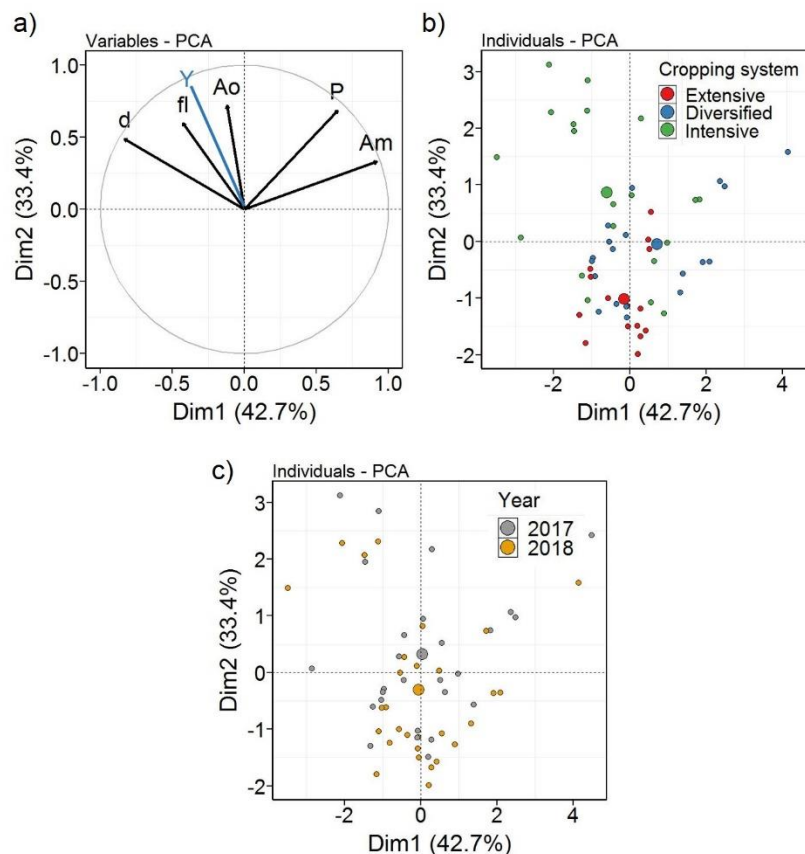 a)
Variables - PCA
1.0
0.5
0.0
-0.5
-1.0
Dim2 (33.4%)
d
fl
Y
Ao
P
Am
-1.0 -0.5 0.0 0.5 1.0
Dim1 (42.7%)
b)
Individuals - PCA
3
2
1
0
-1
-2
Dim2 (33.4%)
Cropping system
Extensive
Diversified
Intensive
-2 0 2 4
Dim1 (42.7%)
c)
Individuals - PCA
3
2
1
0
-1
-2
Dim2 (33.4%)
Year
2017
2018
-2 0 2 4
Dim1 (42.7%)